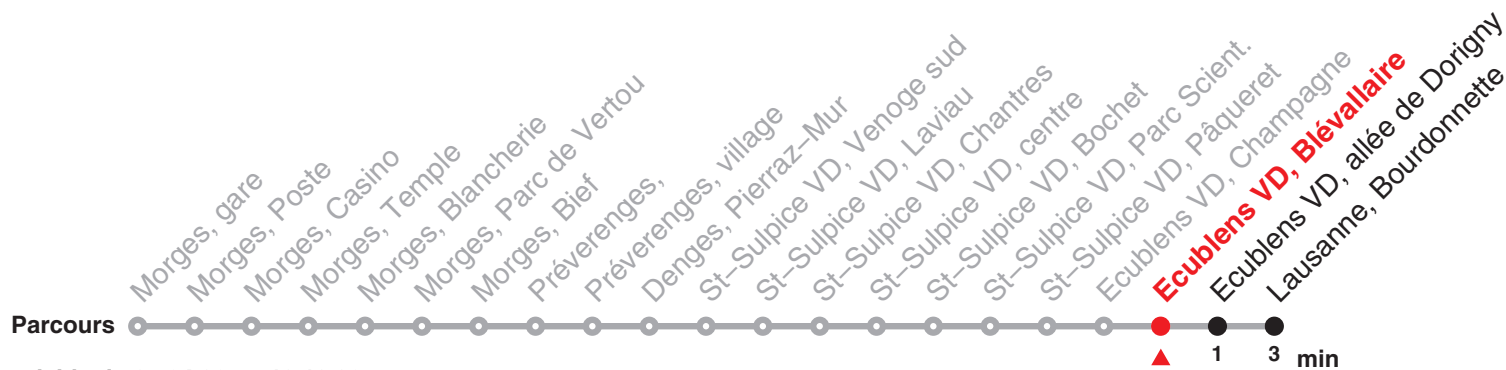 Morges, gare
Morges, Poste
Morges, Casino
Morges, Temple
Morges, Blancherie
Morges, Parc de Vertou
Morges, Bief
Préverenges,
Préverenges, village
Denges, Pierraz–Mur
St–Sulpice VD, Venoge sud
St–Sulpice VD, Laviau
St–Sulpice VD, Chantres
St–Sulpice VD, centre
St–Sulpice VD, Bochet
St–Sulpice VD, Parc Scient.
St–Sulpice VD, Pâqueret
Ecublens VD, Champagne
Ecublens VD, Blévallaire
Ecublens VD, allée de Dorigny
Lausanne, Bourdonnette
Parcours
1 3 min